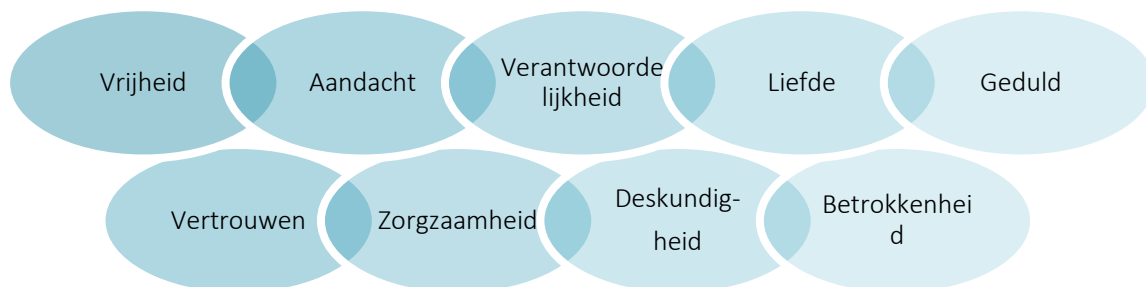 Vrijheid
Aandacht
Verantwoorde
lijkheid
Liefde
Geduld
Vertrouwen
Zorgzaamheid
Deskundig-
heid
Betrokkenhei
d